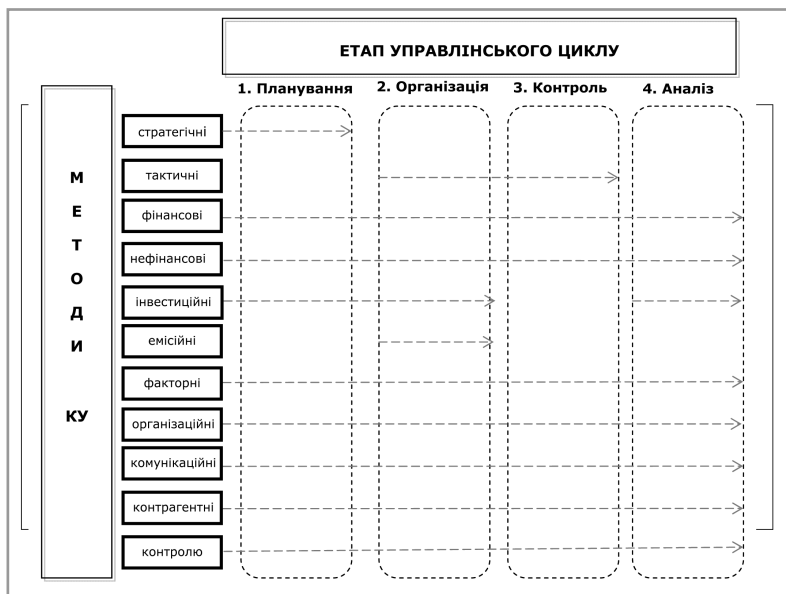 ЕТАП УПРАВЛІНСЬКОГО ЦИКЛУ
1. Планування
2. Організація
3. Контроль
4. Аналіз
МЕТОДИ
КУ
стратегічні
тактичні
фінансові
нефінансові
інвестиційні
емісійні
факторні
організаційні
комунікаційні
контрагентні
контролю